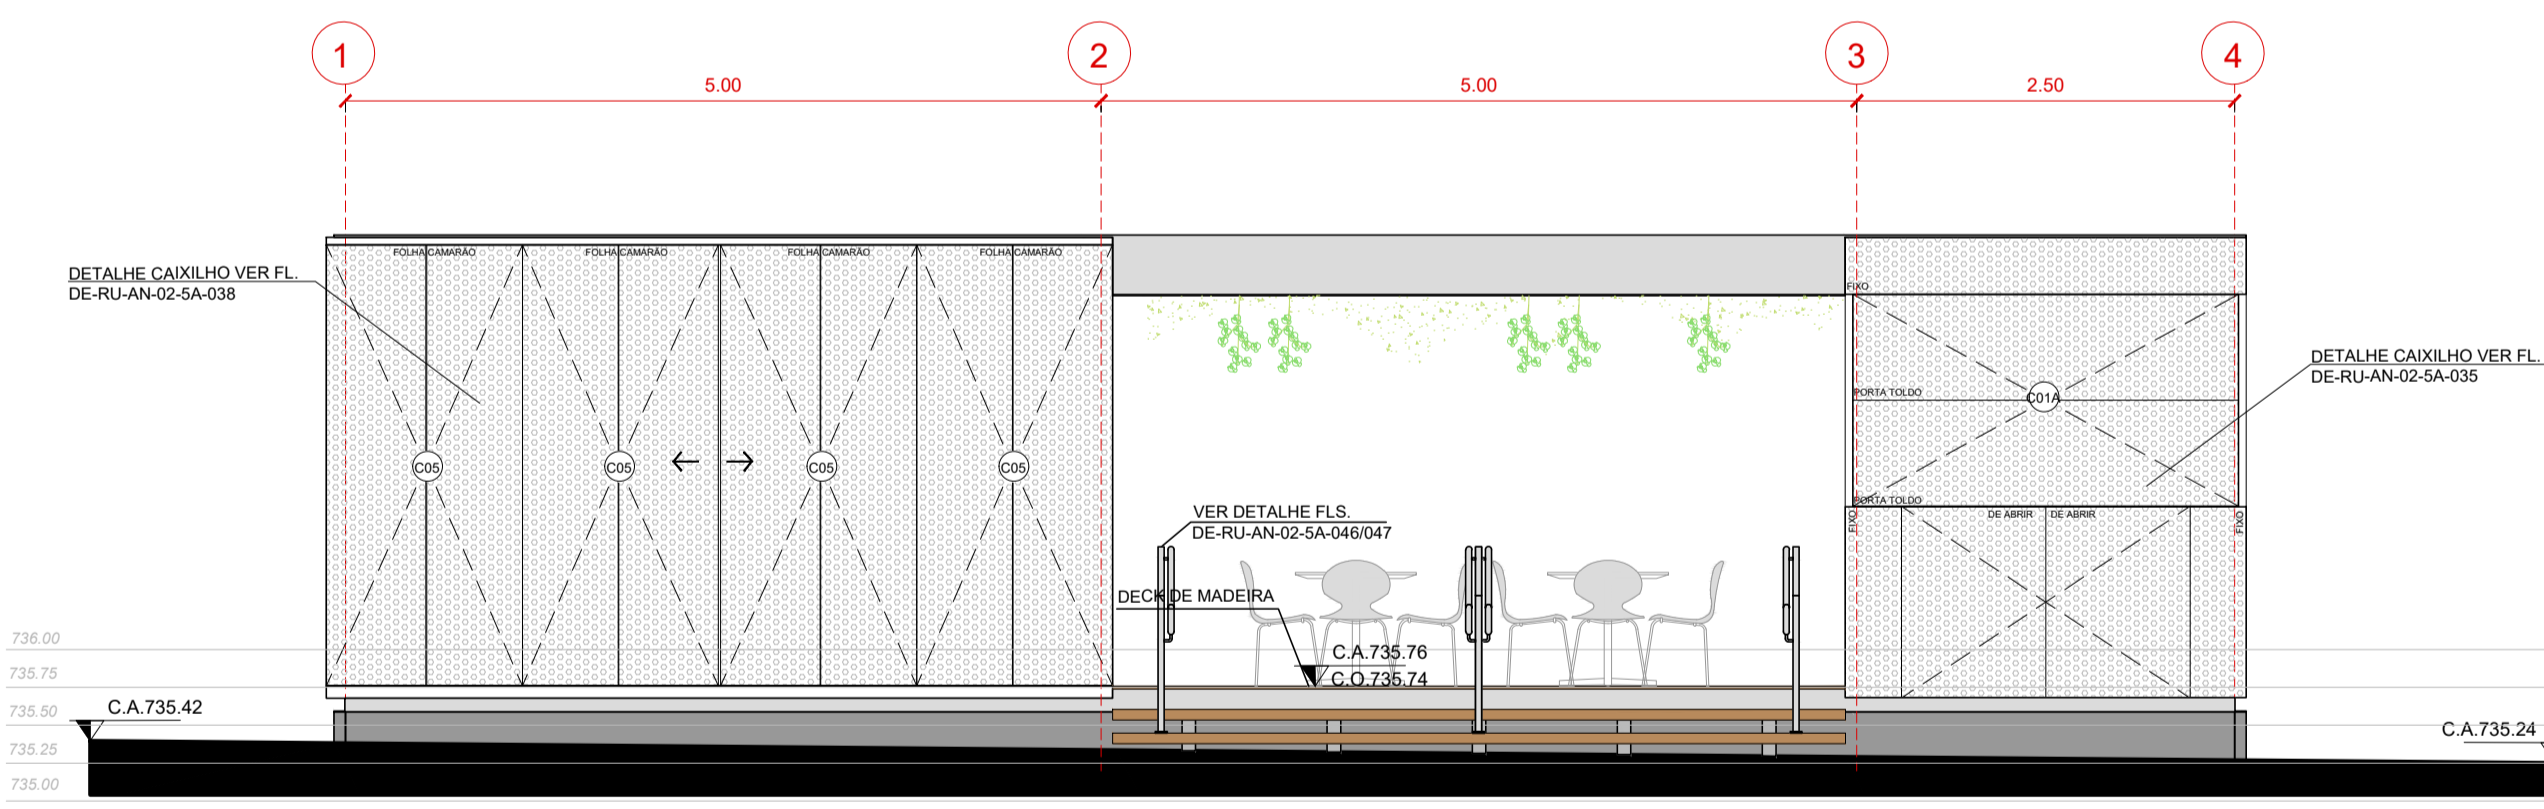 1
2
3
4
5.00
5.00
2.50
FOLHA CAMARÃO
FOLHA CAMARÃO
FOLHA CAMARÃO
FOLHA CAMARÃO
DETALHE CAIXILHO VER FL.
DE-RU-AN-02-5A-038
FIXO
DETALHE CAIXILHO VER FL.
DE-RU-AN-02-5A-035
PORTA TOLDO
C01A
C05
C05
C05
C05
PORTA TOLDO
VER DETALHE FLS.
DE-RU-AN-02-5A-046/047
FIXO
DE ABRIR
DE ABRIR
FIXO
DECK DE MADEIRA
736.00
C.A.735.76
C.O.735.74
735.75
C.A.735.42
735.50
C.A.735.24
735.25
735.00